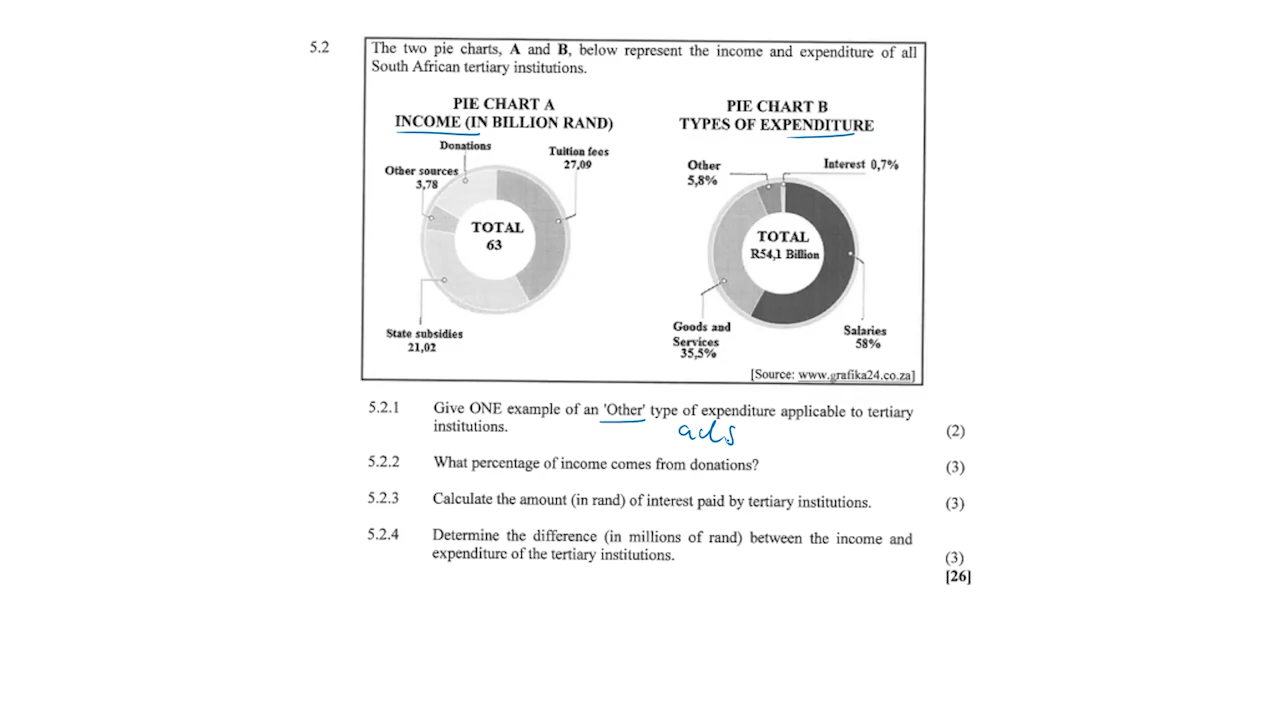 5.2
The two pie charts, A and B, below represent the income and expenditure of all
South African tertiary institutions.
PIE CHART A
INCOME (IN BILLION RAND)
Donations
Tuition fees
27,09
Other sources
3,78
TOTAL
63
State subsidies
21,02
PIE CHART B
TYPES OF EXPENDITURE
Other
5,8%
Interest 0,7%
TOTAL
R54,1 Billion
Goods and
Services
35,5%
Salaries
58%
[Source: www.grafika24.co.za]
5.2.1 Give ONE example of an 'Other' type of expenditure applicable to tertiary
institutions. (2)
ads
5.2.2 What percentage of income comes from donations? (3)
5.2.3 Calculate the amount (in rand) of interest paid by tertiary institutions. (3)
5.2.4 Determine the difference (in millions of rand) between the income and
expenditure of the tertiary institutions. (3)
[26]